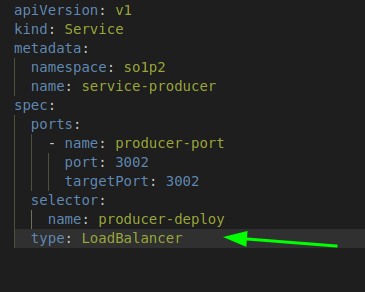 apiVersion: v1
kind: Service
metadata:
  namespace: so1p2
  name: service-producer
spec:
  ports:
    - name: producer-port
      port: 3002
      targetPort: 3002
  selector:
    name: producer-deploy
  type: LoadBalancer